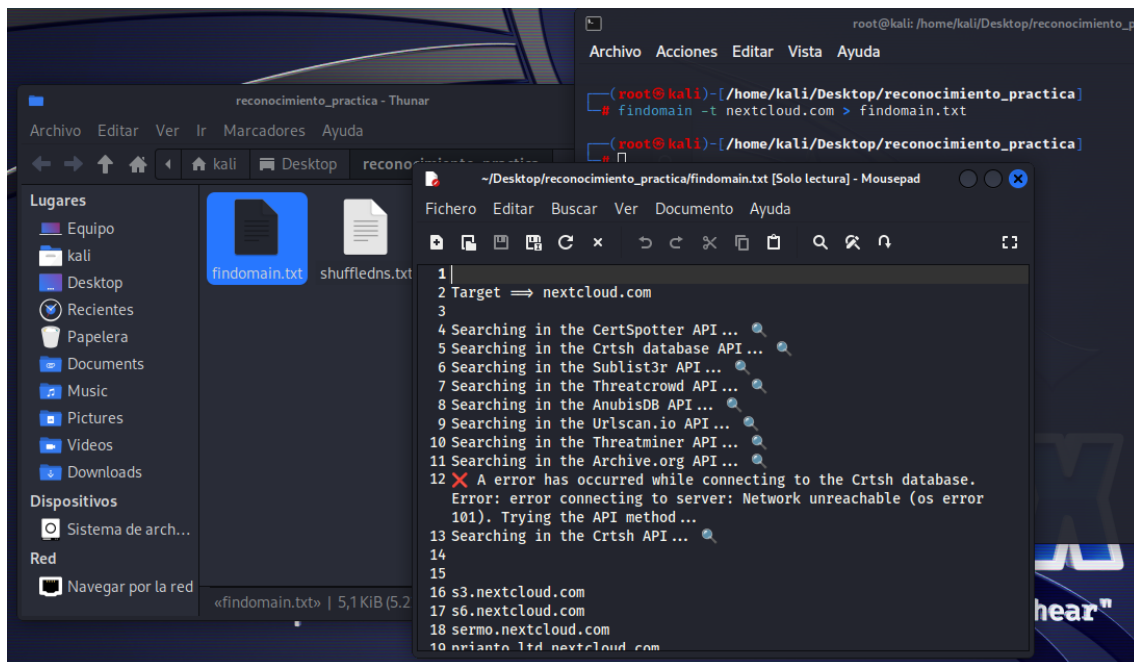 root@kali: /home/kali/Desktop/reconocimiento_p
Archivo Acciones Editar Vista Ayuda
(root㉿kali)-[/home/kali/Desktop/reconocimiento_practica]
# findomain -t nextcloud.com > findomain.txt
(root㉿kali)-[/home/kali/Desktop/reconocimiento_practica]
#
reconocimiento_practica - Thunar
Archivo Editar Ver Ir Marcadores Ayuda
kali Desktop reconocimiento_practica
Lugares
Equipo
kali
Desktop
Recientes
Papelera
Documents
Music
Pictures
Videos
Downloads
Dispositivos
Sistema de arch...
Red
Navegar por la red
findomain.txt shuffledns.txt
«findomain.txt» | 5,1 KiB (5.2
~/Desktop/reconocimiento_practica/findomain.txt [Solo lectura] - Mousepad
Fichero Editar Buscar Ver Documento Ayuda
1
2 Target ==> nextcloud.com
3
4 Searching in the CertSpotter API... 🔍
5 Searching in the Crtsh database API... 🔍
6 Searching in the Sublist3r API... 🔍
7 Searching in the Threatcrowd API... 🔍
8 Searching in the AnubisDB API... 🔍
9 Searching in the Urlscan.io API... 🔍
10 Searching in the Threatminer API... 🔍
11 Searching in the Archive.org API... 🔍
12 ❌ A error has occurred while connecting to the Crtsh database.
Error: error connecting to server: Network unreachable (os error
101). Trying the API method...
13 Searching in the Crtsh API... 🔍
14
15
16 s3.nextcloud.com
17 s6.nextcloud.com
18 sermo.nextcloud.com
19 prianto.ltd.nextcloud.com
hear"